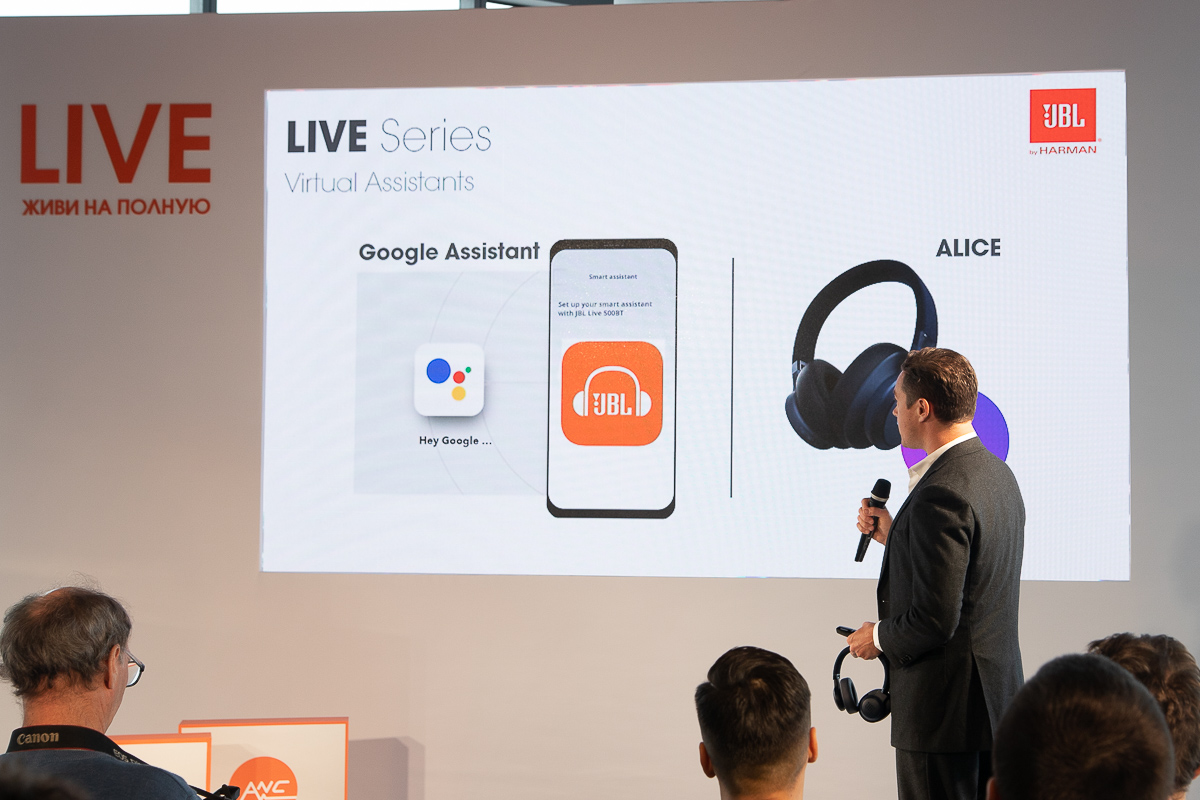 LIVE
ЖИВИ НА ПОЛНУЮ
LIVE Series
Virtual Assistants
JBL
by HARMAN
Google Assistant
Smart assistant
Set up your smart assistant
with JBL Live 500BT
JBL
Hey Google ...
ALICE
Canon
ANC